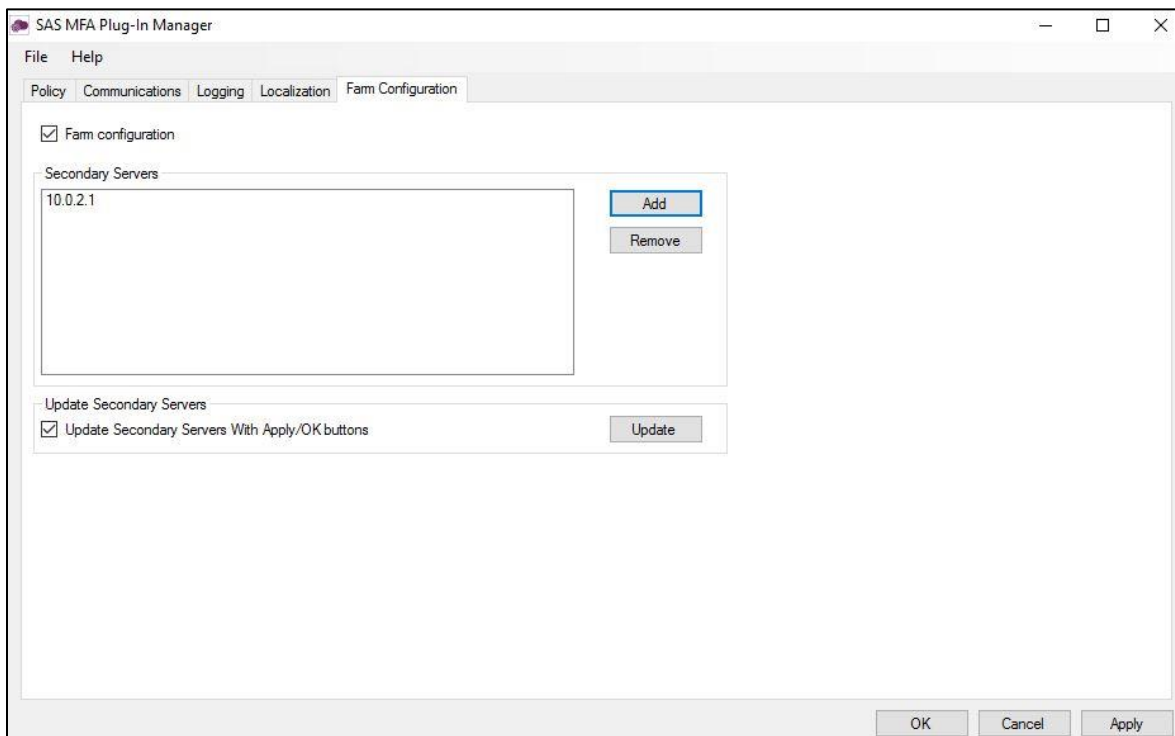 SAS MFA Plug-In Manager
File Help
Policy Communications Logging Localization Farm Configuration
Farm configuration
Secondary Servers
10.0.2.1
Add
Remove
Update Secondary Servers
Update Secondary Servers With Apply/OK buttons
Update
OK Cancel Apply